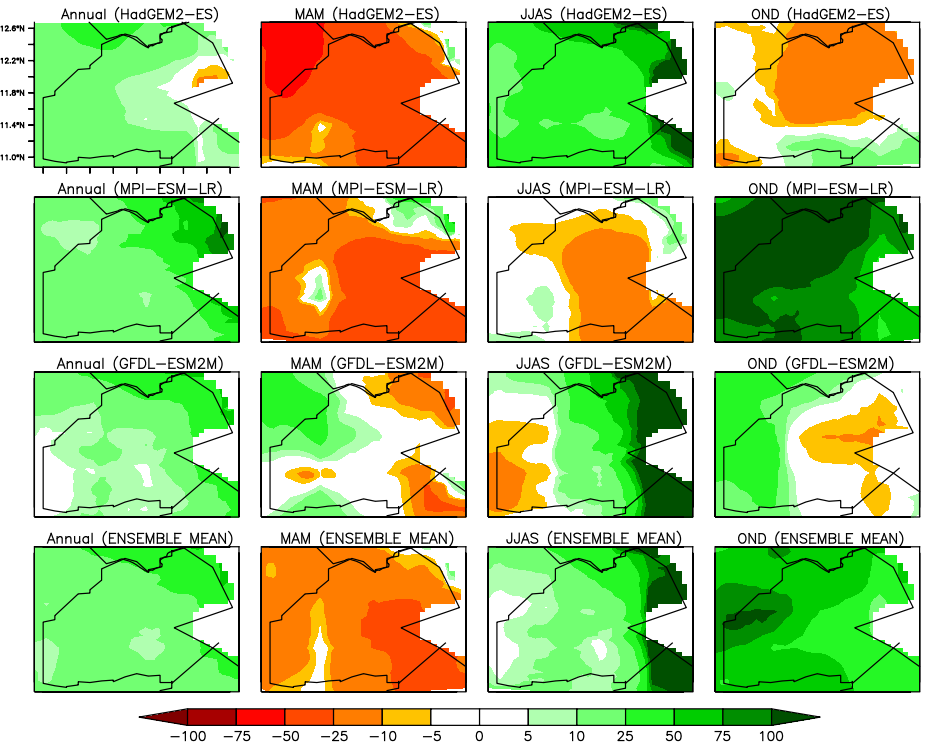 Annual (HadGEM2-ES) MAM (HadGEM2-ES) JJAS (HadGEM2-ES) OND (HadGEM2-ES)
12.6°N
12.2°N
11.8°N
11.4°N
11.0°N
Annual (MPI-ESM-LR) MAM (MPI-ESM-LR) JJAS (MPI-ESM-LR) OND (MPI-ESM-LR)
Annual (GFDL-ESM2M) MAM (GFDL-ESM2M) JJAS (GFDL-ESM2M) OND (GFDL-ESM2M)
Annual (ENSEMBLE MEAN) MAM (ENSEMBLE MEAN) JJAS (ENSEMBLE MEAN) OND (ENSEMBLE MEAN)
-100 -75 -50 -25 -10 -5 0 5 10 25 50 75 100